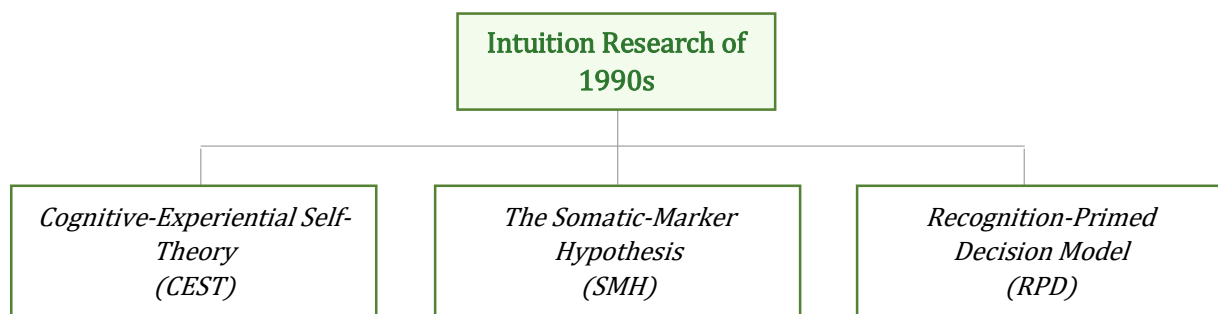 Intuition Research of
1990s
Cognitive-Experiential Self-
Theory
(CEST)
The Somatic-Marker
Hypothesis
(SMH)
Recognition-Primed
Decision Model
(RPD)